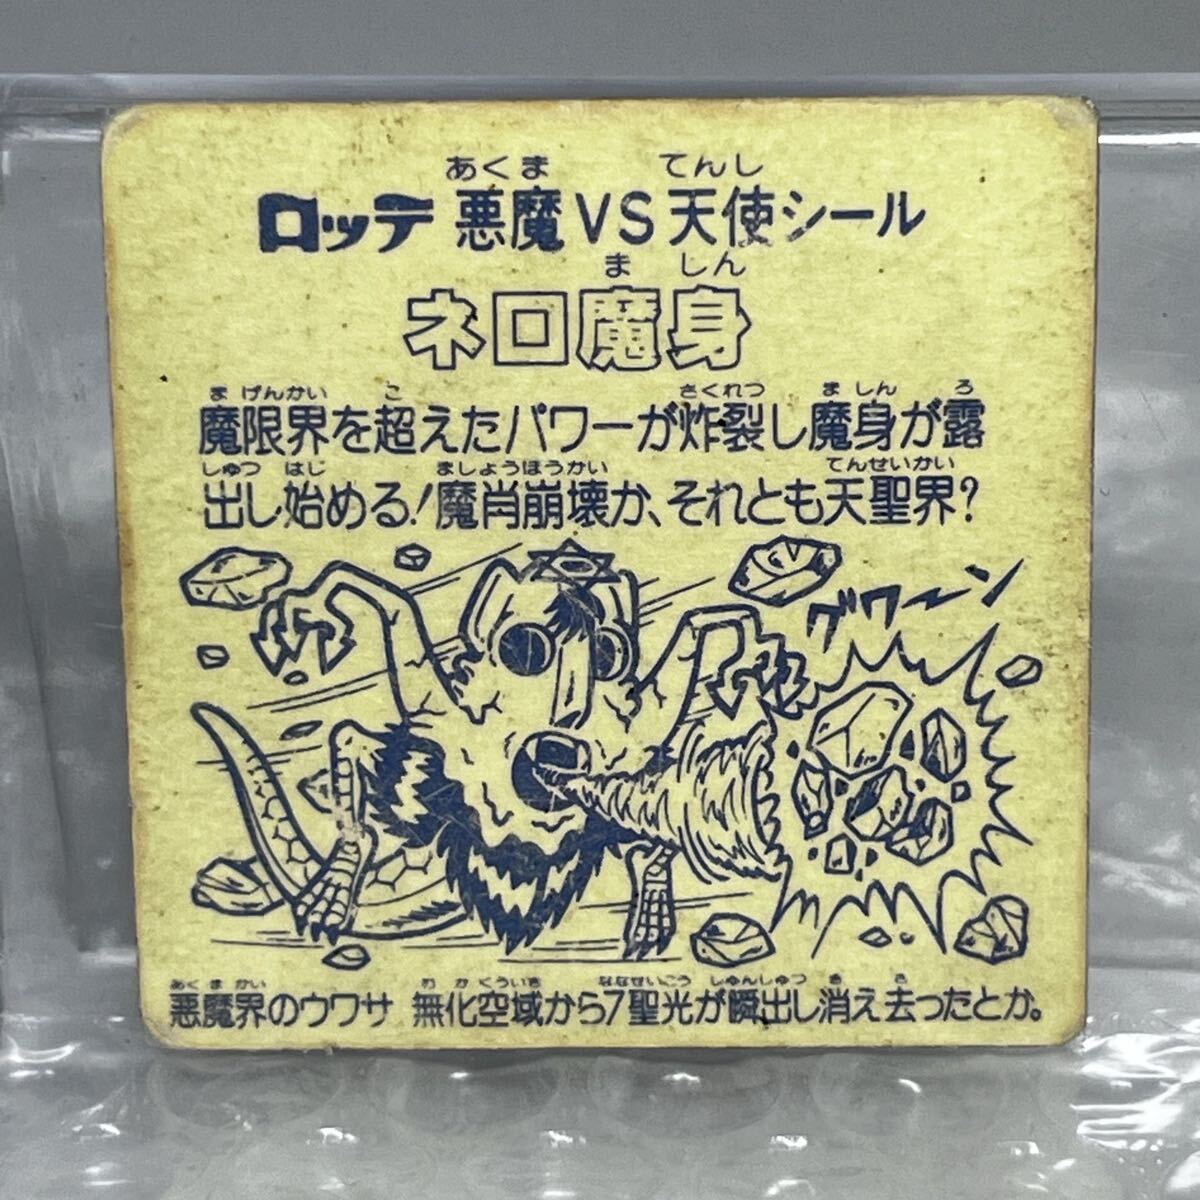 あくま てんし
ロッテ 悪魔VS天使シール
ま しん
ネロ魔身
ま げんかい こ さくれつ ま しん ろ
魔限界を超えたパワーが炸裂し魔身が露
しゅつ はじ ましょうほうかい てんせいかい
出し始める!魔肖崩壊か、それとも天聖界?
グワーン
あく ま かい む か くういき ななせいこう しゅんしゅつ き さ
悪魔界のウワサ 無化空域から7聖光が瞬出し消え去ったとか。